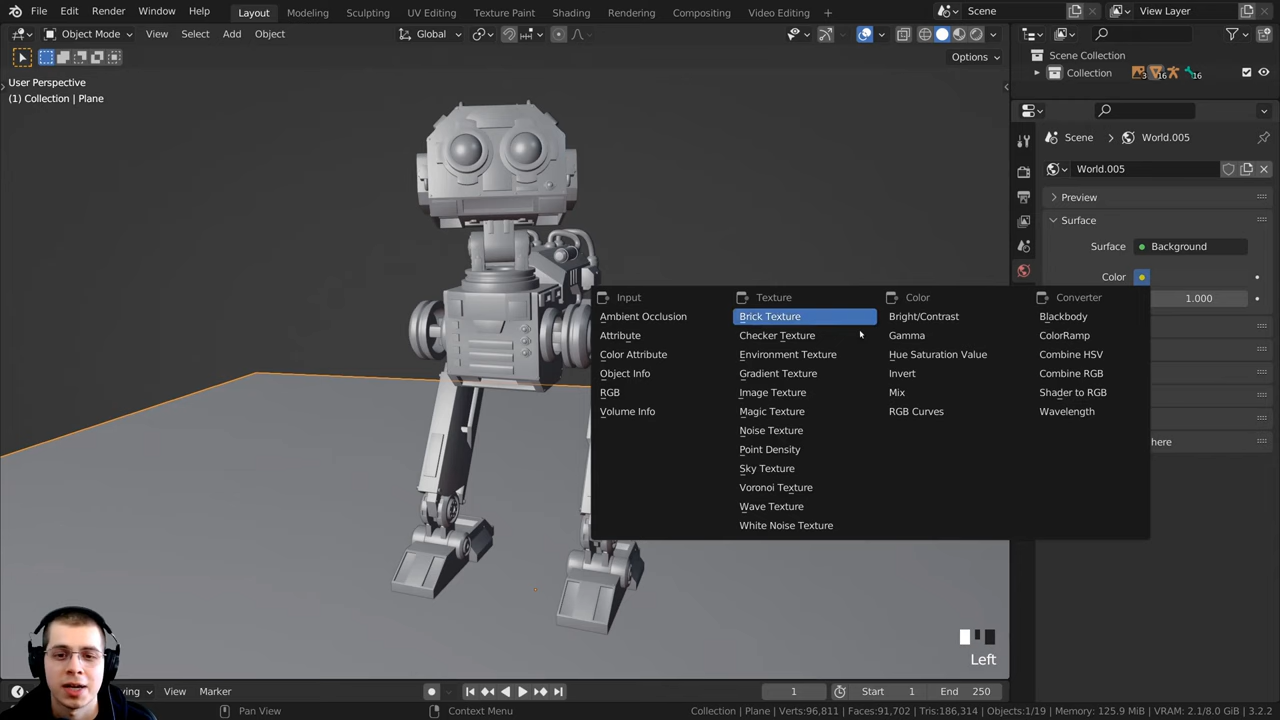 File Edit Render Window Help Layout Modeling Sculpting UV Editing Texture Paint Shading Rendering Compositing Video Editing + Scene View Layer
Object Mode View Select Add Object Global
Options
User Perspective
(1) Collection | Plane
Scene Collection
Collection 3 16 16
Scene World.005
World.005
Preview
Surface
Surface Background
Color
1.000
here
Input Texture Color Converter
Ambient Occlusion Brick Texture Bright/Contrast Blackbody
Attribute Checker Texture Gamma ColorRamp
Color Attribute Environment Texture Hue Saturation Value Combine HSV
Object Info Gradient Texture Invert Combine RGB
RGB Image Texture Mix Shader to RGB
Volume Info Magic Texture RGB Curves Wavelength
Noise Texture
Point Density
Sky Texture
Voronoi Texture
Wave Texture
White Noise Texture
Left
ying View Marker 1 Start 1 End 250
Pan View Context Menu Collection | Plane | Verts:96,811 | Faces:91,702 | Tris:186,314 | Objects:1/19 | Memory: 125.9 MiB | VRAM: 2.1/8.0 GiB | 3.2.2